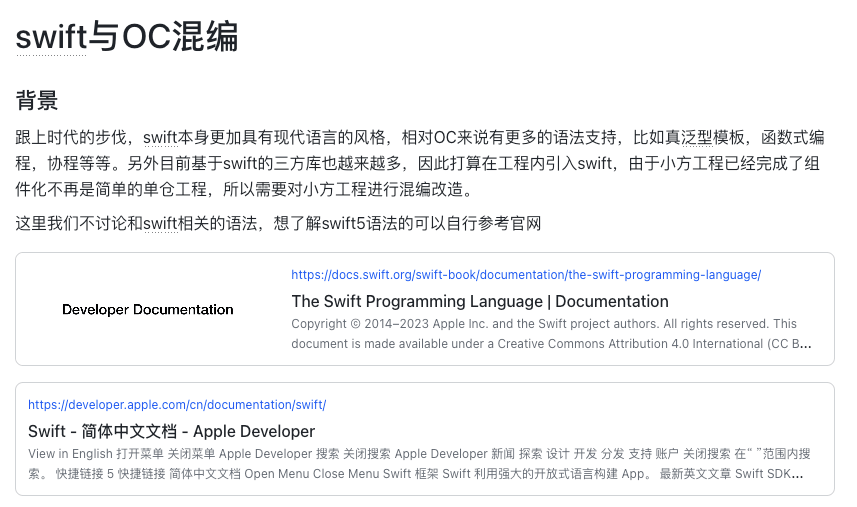 swift与OC混编
背景
跟上时代的步伐，swift本身更加具有现代语言的风格，相对OC来说有更多的语法支持，比如真泛型模板，函数式编
程，协程等等。另外目前基于swift的三方库也越来越多，因此打算在工程内引入swift，由于小方工程已经完成了组
件化不再是简单的单仓工程，所以需要对小方工程进行混编改造。
这里我们不讨论和swift相关的语法，想了解swift5语法的可以自行参考官网
Developer Documentation
https://docs.swift.org/swift-book/documentation/the-swift-programming-language/
The Swift Programming Language | Documentation
Copyright © 2014–2023 Apple Inc. and the Swift project authors. All rights reserved. This
document is made available under a Creative Commons Attribution 4.0 International (CC B...
https://developer.apple.com/cn/documentation/swift/
Swift - 简体中文文档 - Apple Developer
View in English 打开菜单 关闭菜单 Apple Developer 搜索 关闭搜索 Apple Developer 新闻 探索 设计 开发 分发 支持 账户 关闭搜索 在“ ”范围内搜
索。 快捷链接 5 快捷链接 简体中文文档 Open Menu Close Menu Swift 框架 Swift 利用强大的开放式语言构建 App。 最新英文文章 Swift SDK...